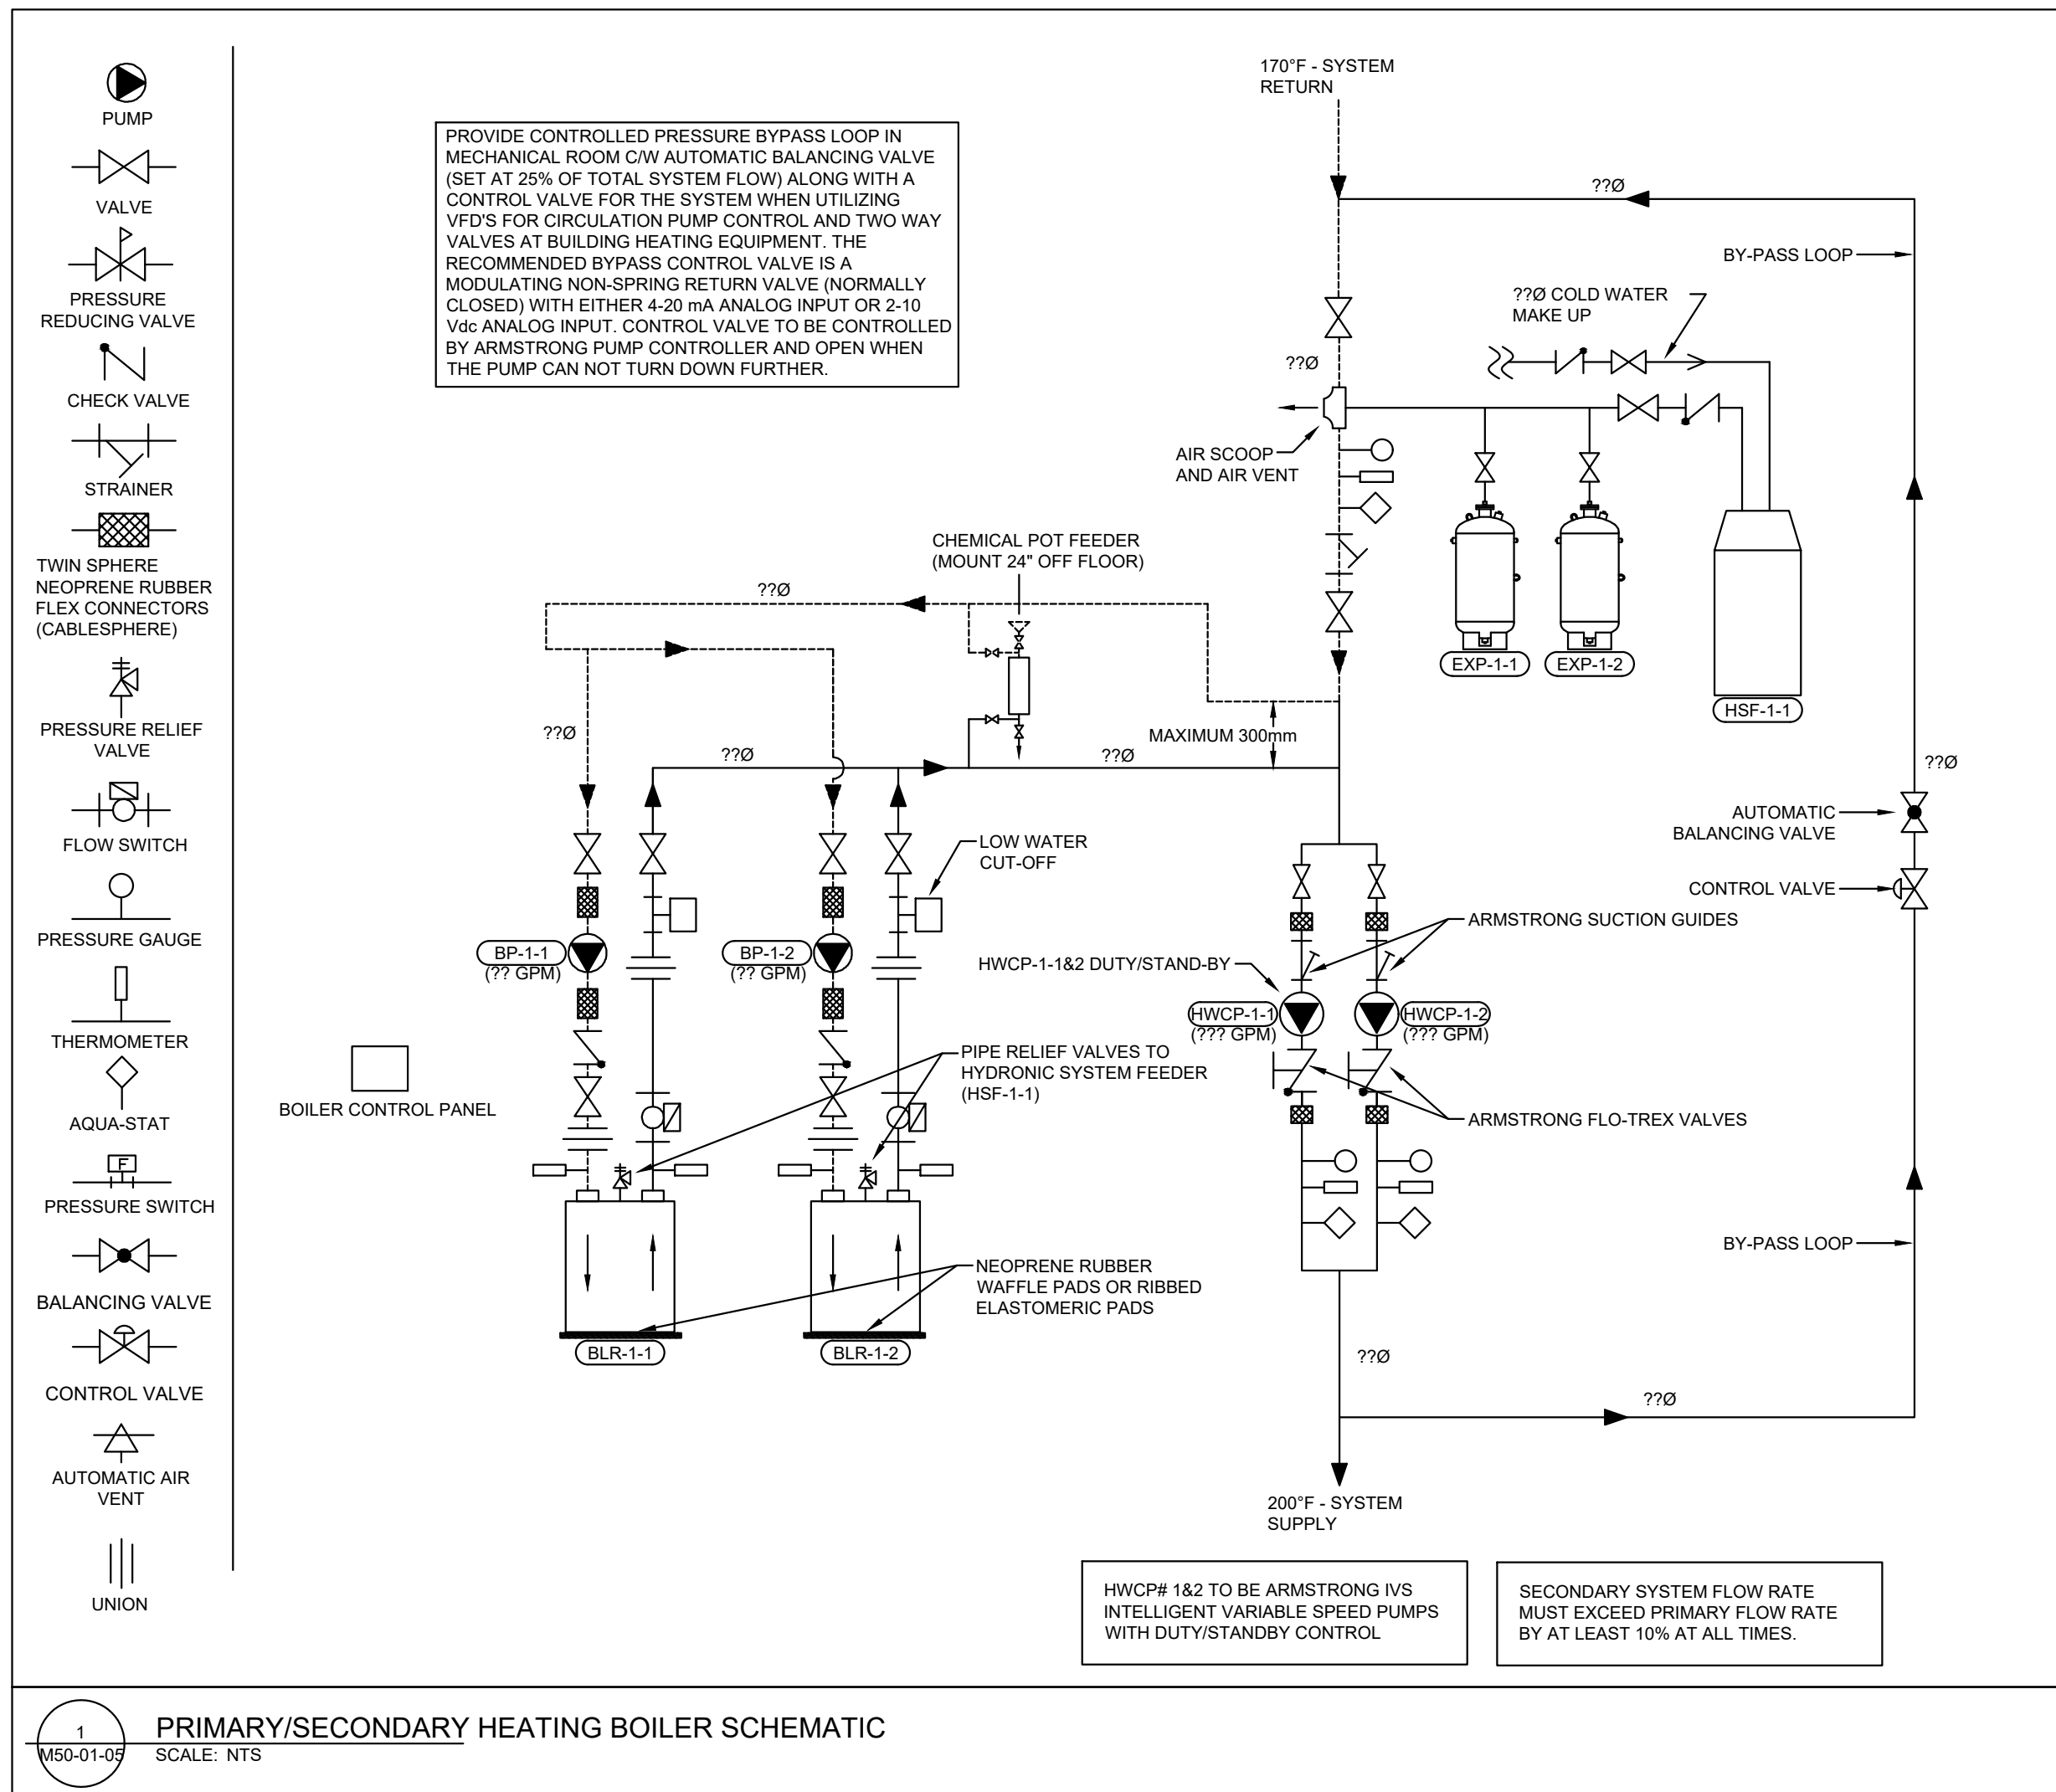 PUMP
VALVE
PRESSURE
REDUCING VALVE
CHECK VALVE
STRAINER
TWIN SPHERE
NEOPRENE RUBBER
FLEX CONNECTORS
(CABLESPHERE)
PRESSURE RELIEF
VALVE
FLOW SWITCH
PRESSURE GAUGE
THERMOMETER
AQUA-STAT
F
PRESSURE SWITCH
BALANCING VALVE
CONTROL VALVE
AUTOMATIC AIR
VENT
UNION
PROVIDE CONTROLLED PRESSURE BYPASS LOOP IN
MECHANICAL ROOM C/W AUTOMATIC BALANCING VALVE
(SET AT 25% OF TOTAL SYSTEM FLOW) ALONG WITH A
CONTROL VALVE FOR THE SYSTEM WHEN UTILIZING
VFD'S FOR CIRCULATION PUMP CONTROL AND TWO WAY
VALVES AT BUILDING HEATING EQUIPMENT. THE
RECOMMENDED BYPASS CONTROL VALVE IS A
MODULATING NON-SPRING RETURN VALVE (NORMALLY
CLOSED) WITH EITHER 4-20 mA ANALOG INPUT OR 2-10
Vdc ANALOG INPUT. CONTROL VALVE TO BE CONTROLLED
BY ARMSTRONG PUMP CONTROLLER AND OPEN WHEN
THE PUMP CAN NOT TURN DOWN FURTHER.
170°F - SYSTEM
RETURN
??Ø
BY-PASS LOOP
??Ø COLD WATER
MAKE UP
??Ø
AIR SCOOP
AND AIR VENT
CHEMICAL POT FEEDER
(MOUNT 24" OFF FLOOR)
??Ø
EXP-1-1
EXP-1-2
HSF-1-1
??Ø
MAXIMUM 300mm
??Ø
??Ø
??Ø
AUTOMATIC
BALANCING VALVE
LOW WATER
CUT-OFF
CONTROL VALVE
ARMSTRONG SUCTION GUIDES
BP-1-1
(?? GPM)
BP-1-2
(?? GPM)
HWCP-1-1&2 DUTY/STAND-BY
HWCP-1-1
(??? GPM)
HWCP-1-2
(??? GPM)
PIPE RELIEF VALVES TO
HYDRONIC SYSTEM FEEDER
(HSF-1-1)
BOILER CONTROL PANEL
ARMSTRONG FLO-TREX VALVES
BY-PASS LOOP
NEOPRENE RUBBER
WAFFLE PADS OR RIBBED
ELASTOMERIC PADS
BLR-1-1
BLR-1-2
??Ø
??Ø
200°F - SYSTEM
SUPPLY
HWCP# 1&2 TO BE ARMSTRONG IVS
INTELLIGENT VARIABLE SPEED PUMPS
WITH DUTY/STANDBY CONTROL
SECONDARY SYSTEM FLOW RATE
MUST EXCEED PRIMARY FLOW RATE
BY AT LEAST 10% AT ALL TIMES.
1
M50-01-05
PRIMARY/SECONDARY HEATING BOILER SCHEMATIC
SCALE: NTS